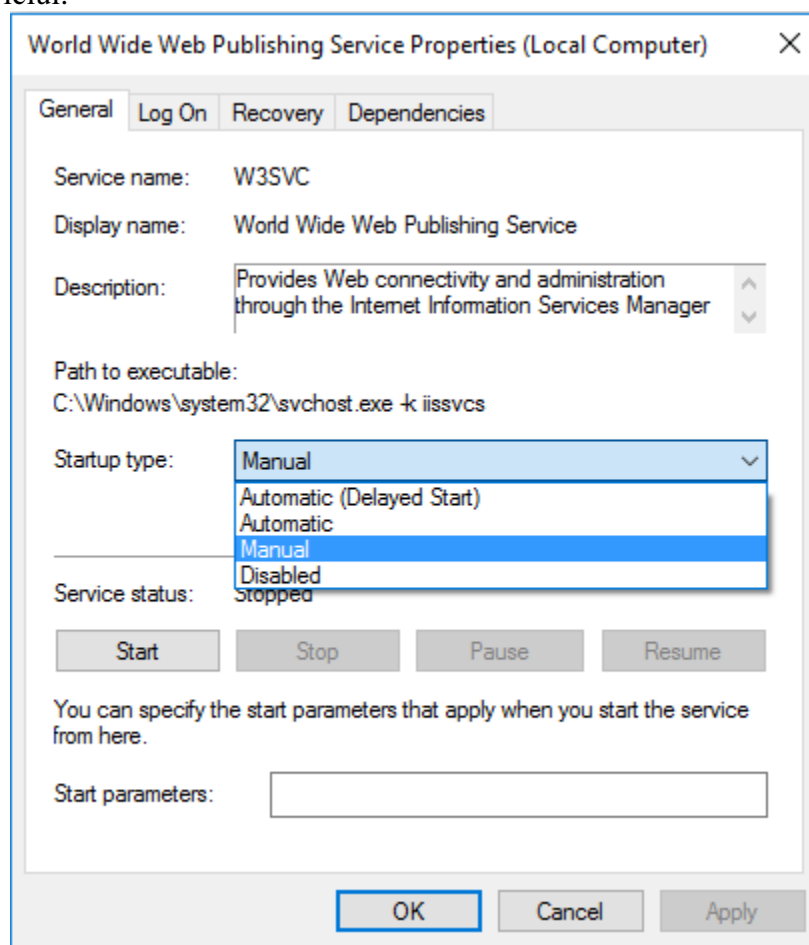 World Wide Web Publishing Service Properties (Local Computer)
General Log On Recovery Dependencies
Service name: W3SVC
Display name: World Wide Web Publishing Service
Description: Provides Web connectivity and administration
through the Internet Information Services Manager
Path to executable:
C:\Windows\system32\svchost.exe -k iissvcs
Startup type: Manual
Automatic (Delayed Start)
Automatic
Manual
Disabled
Service status: Stopped
Start Stop Pause Resume
You can specify the start parameters that apply when you start the service
from here.
Start parameters:
OK Cancel Apply